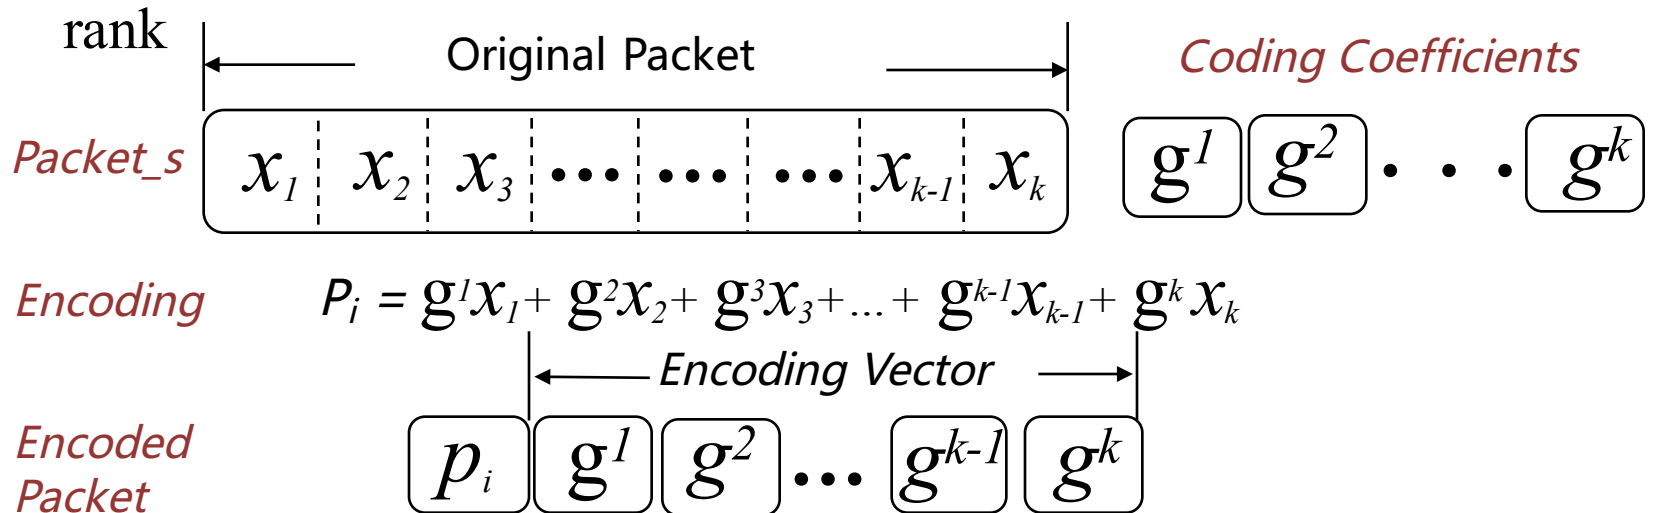 rank
Original Packet
Coding Coefficients
Packet_s x₁ x₂ x₃ ••• ••• ••• xₖ₋₁ xₖ g¹ g² • • • gᵏ
Encoding Pᵢ = g¹x₁+ g²x₂+ g³x₃+...+ gᵏ⁻¹xₖ₋₁+ gᵏxₖ
Encoding Vector
Encoded
Packet
pᵢ g¹ g² ••• gᵏ⁻¹ gᵏ